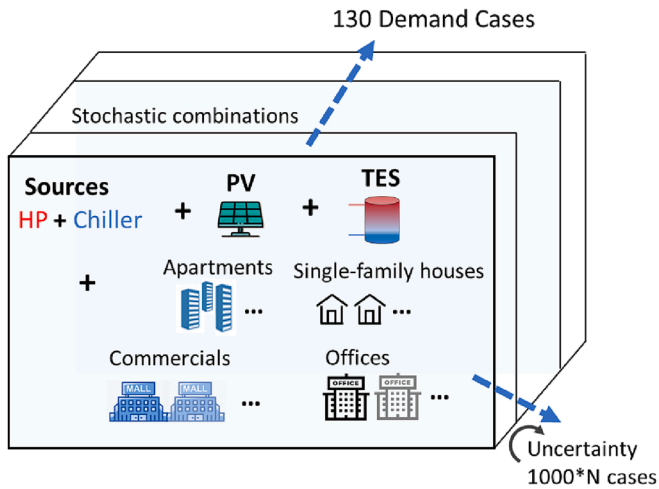 130 Demand Cases
Stochastic combinations
Sources
HP + Chiller
+
PV
+
TES
+
Apartments
...
Single-family houses
...
Commercials
MALL
MALL
...
Offices
OFFICE
OFFICE
...
Uncertainty
1000*N cases